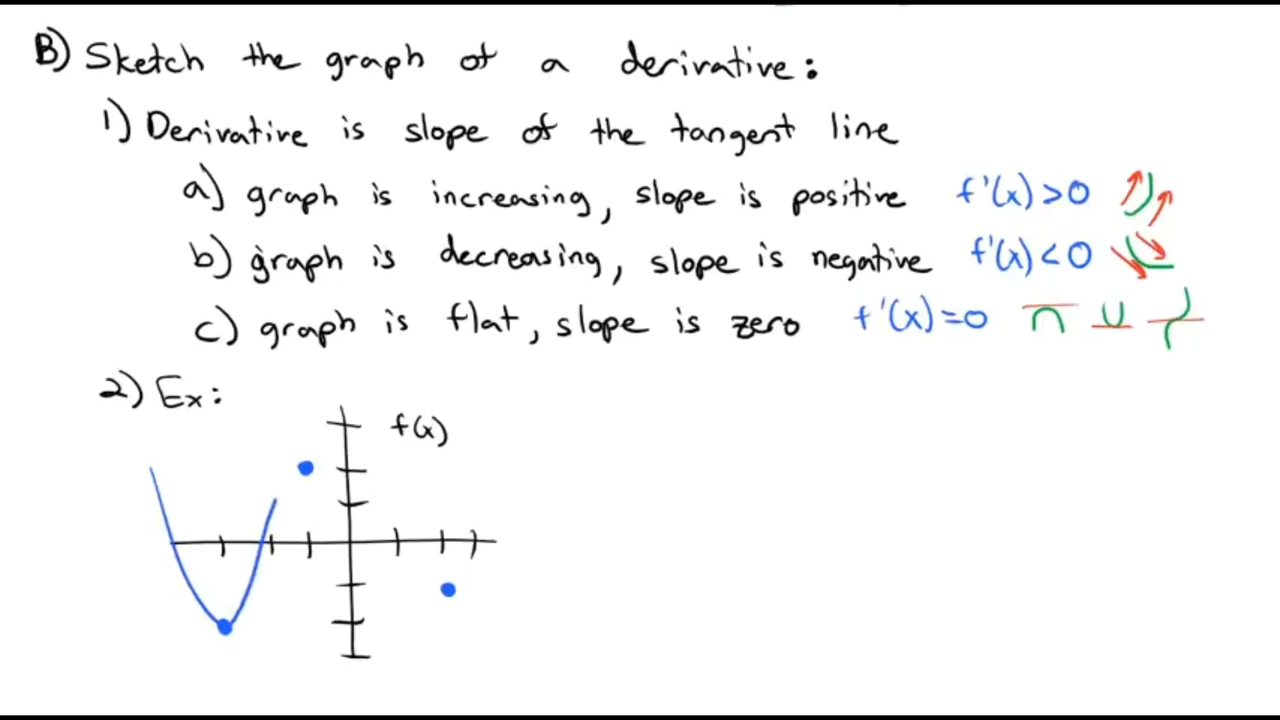 B) Sketch the graph of a derivative:
1) Derivative is slope of the tangent line
a) graph is increasing, slope is positive f'(x) > 0
b) graph is decreasing, slope is negative f'(x) < 0
c) graph is flat, slope is zero f'(x) = 0
2) Ex:
f(x)